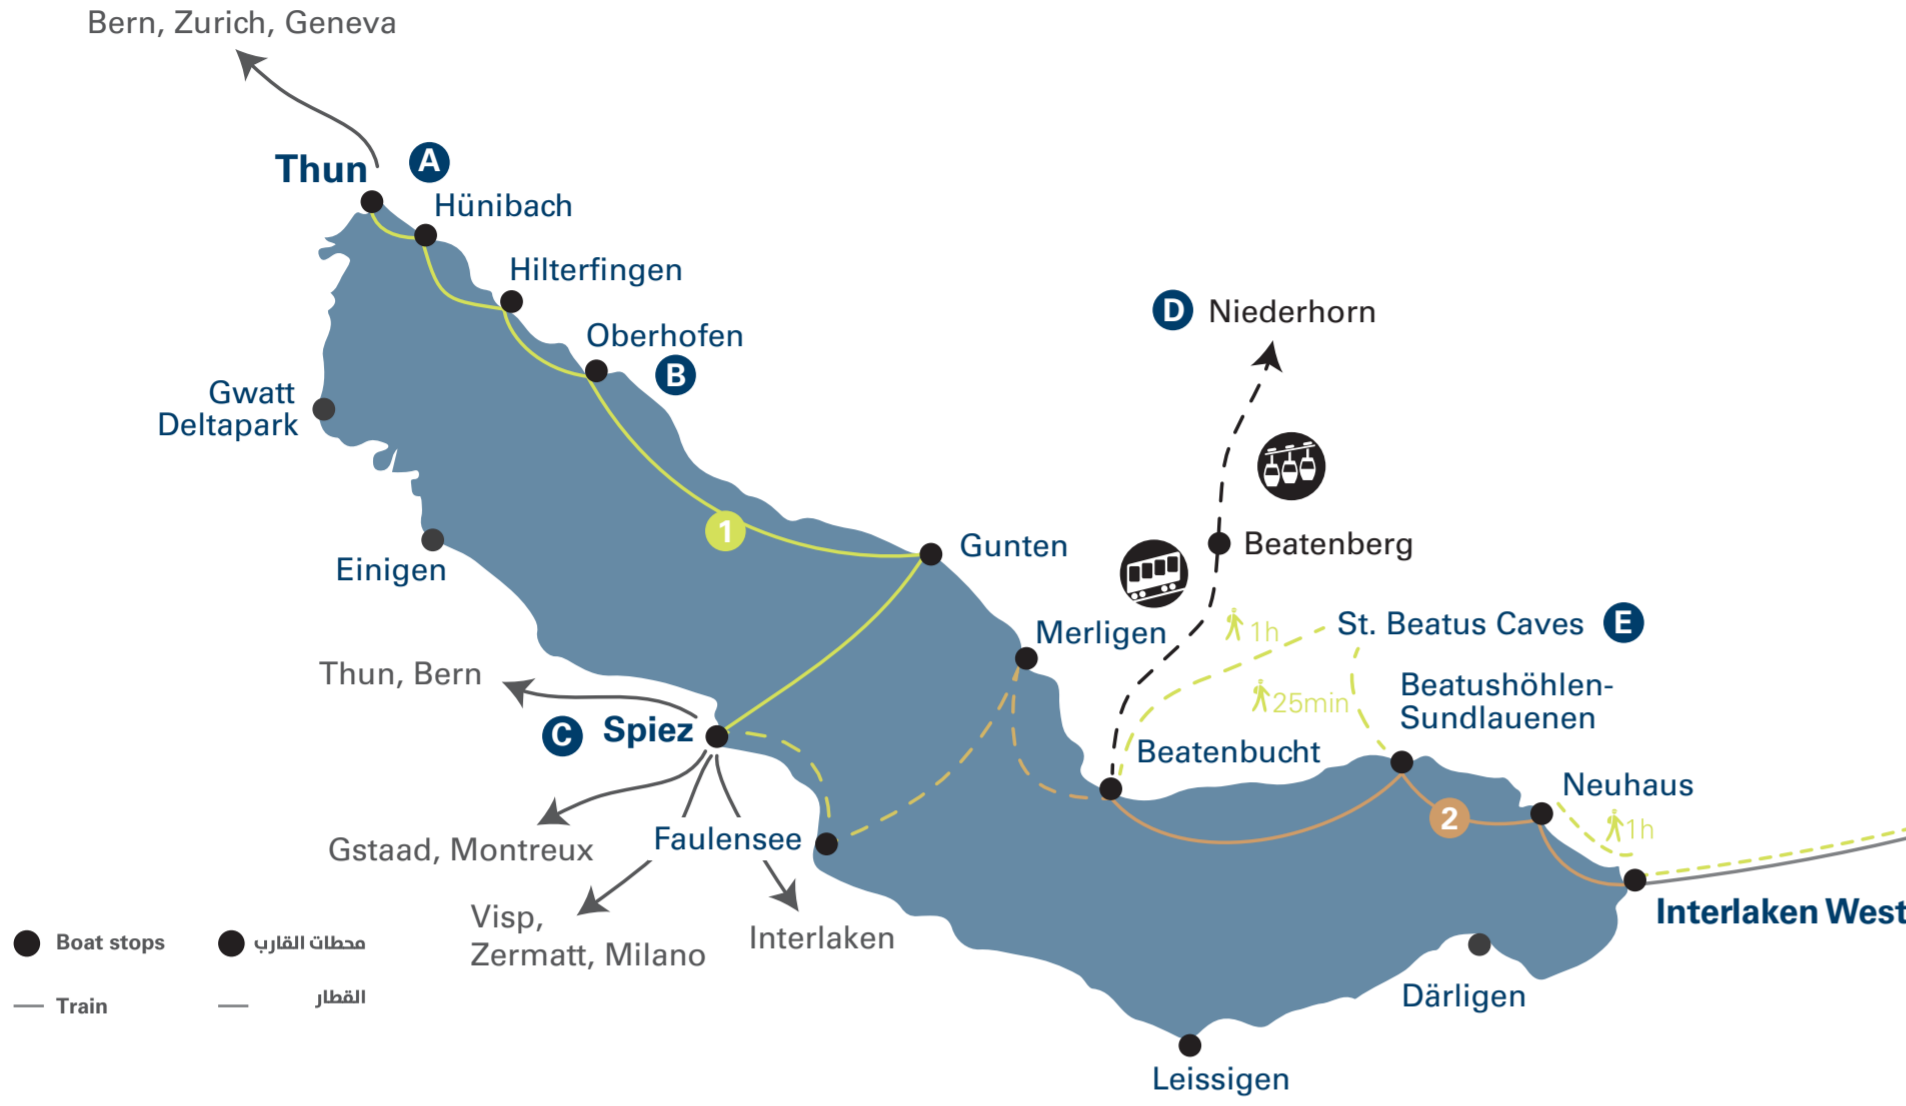 Bern, Zurich, Geneva
Thun
A
Hünibach
Hilterfingen
Oberhofen
B
D Niederhorn
Gwatt
Deltapark
1
Gunten
Beatenberg
Einigen
Merligen
1h
St. Beatus Caves E
Thun, Bern
25min
Beatushöhlen-
Sundlauenen
C Spiez
Beatenbucht
Neuhaus
2
1h
Faulensee
Gstaad, Montreux
Interlaken West
Visp,
Zermatt, Milano
Interlaken
Boat stops
محطات القارب
Train
القطار
Därligen
Leissigen